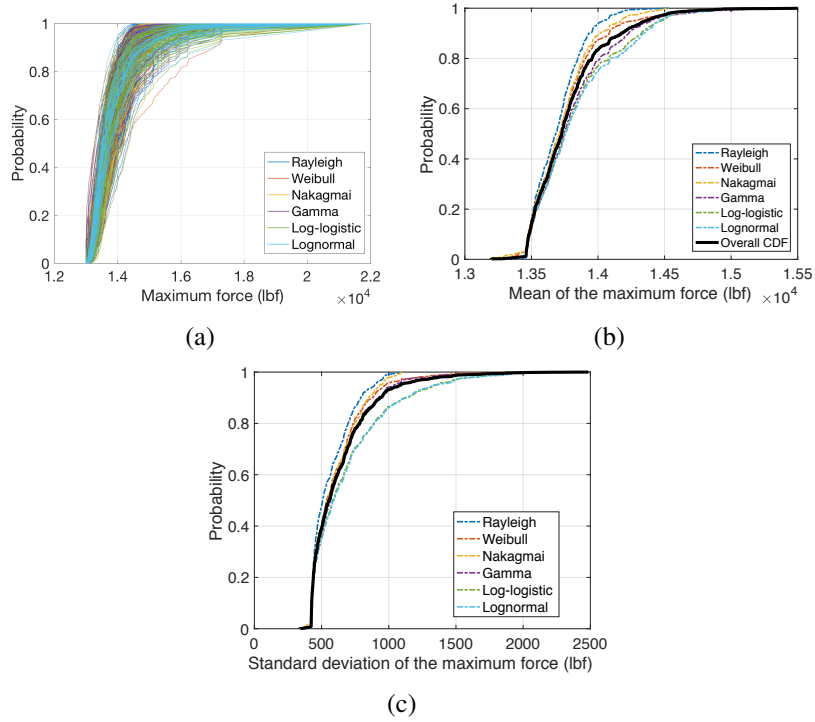 1
0.8
0.6
0.4
0.2
0
Probability
1.2 1.4 1.6 1.8 2 2.2
Maximum force (lbf) ×10⁴
Rayleigh
Weibull
Nakagmai
Gamma
Log-logistic
Lognormal
(a)
1
0.8
0.6
0.4
0.2
0
Probability
1.3 1.35 1.4 1.45 1.5 1.55
Mean of the maximum force (lbf) ×10⁴
Rayleigh
Weibull
Nakagmai
Gamma
Log-logistic
Lognormal
Overall CDF
(b)
1
0.8
0.6
0.4
0.2
0
Probability
0 500 1000 1500 2000 2500
Standard deviation of the maximum force (lbf)
Rayleigh
Weibull
Nakagmai
Gamma
Log-logistic
Lognormal
(c)